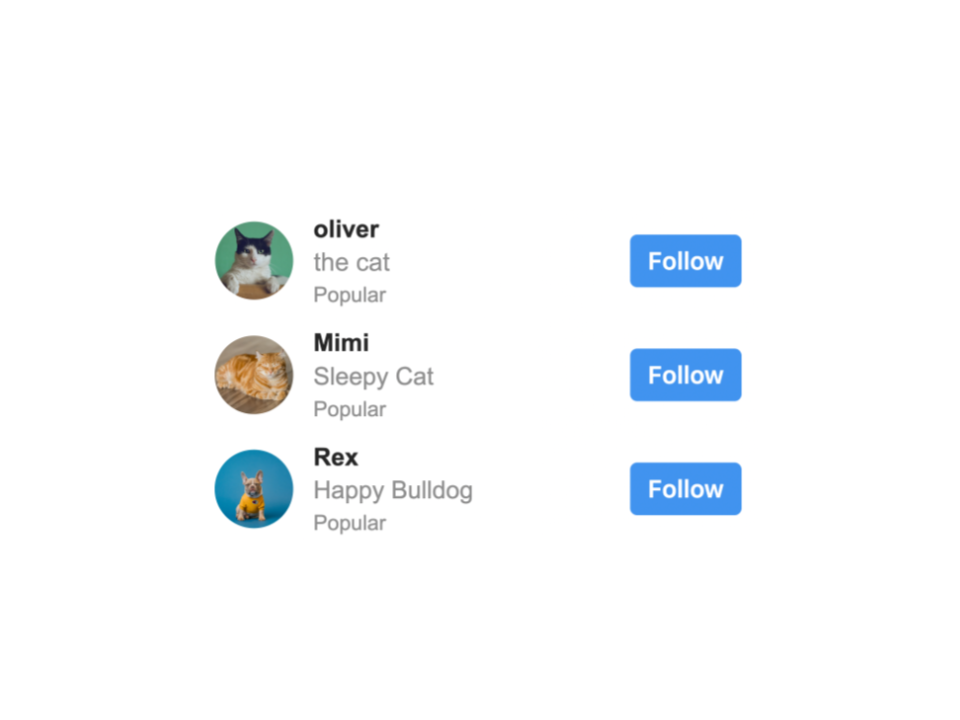 oliver
the cat
Popular
Follow
Mimi
Sleepy Cat
Popular
Follow
Rex
Happy Bulldog
Popular
Follow